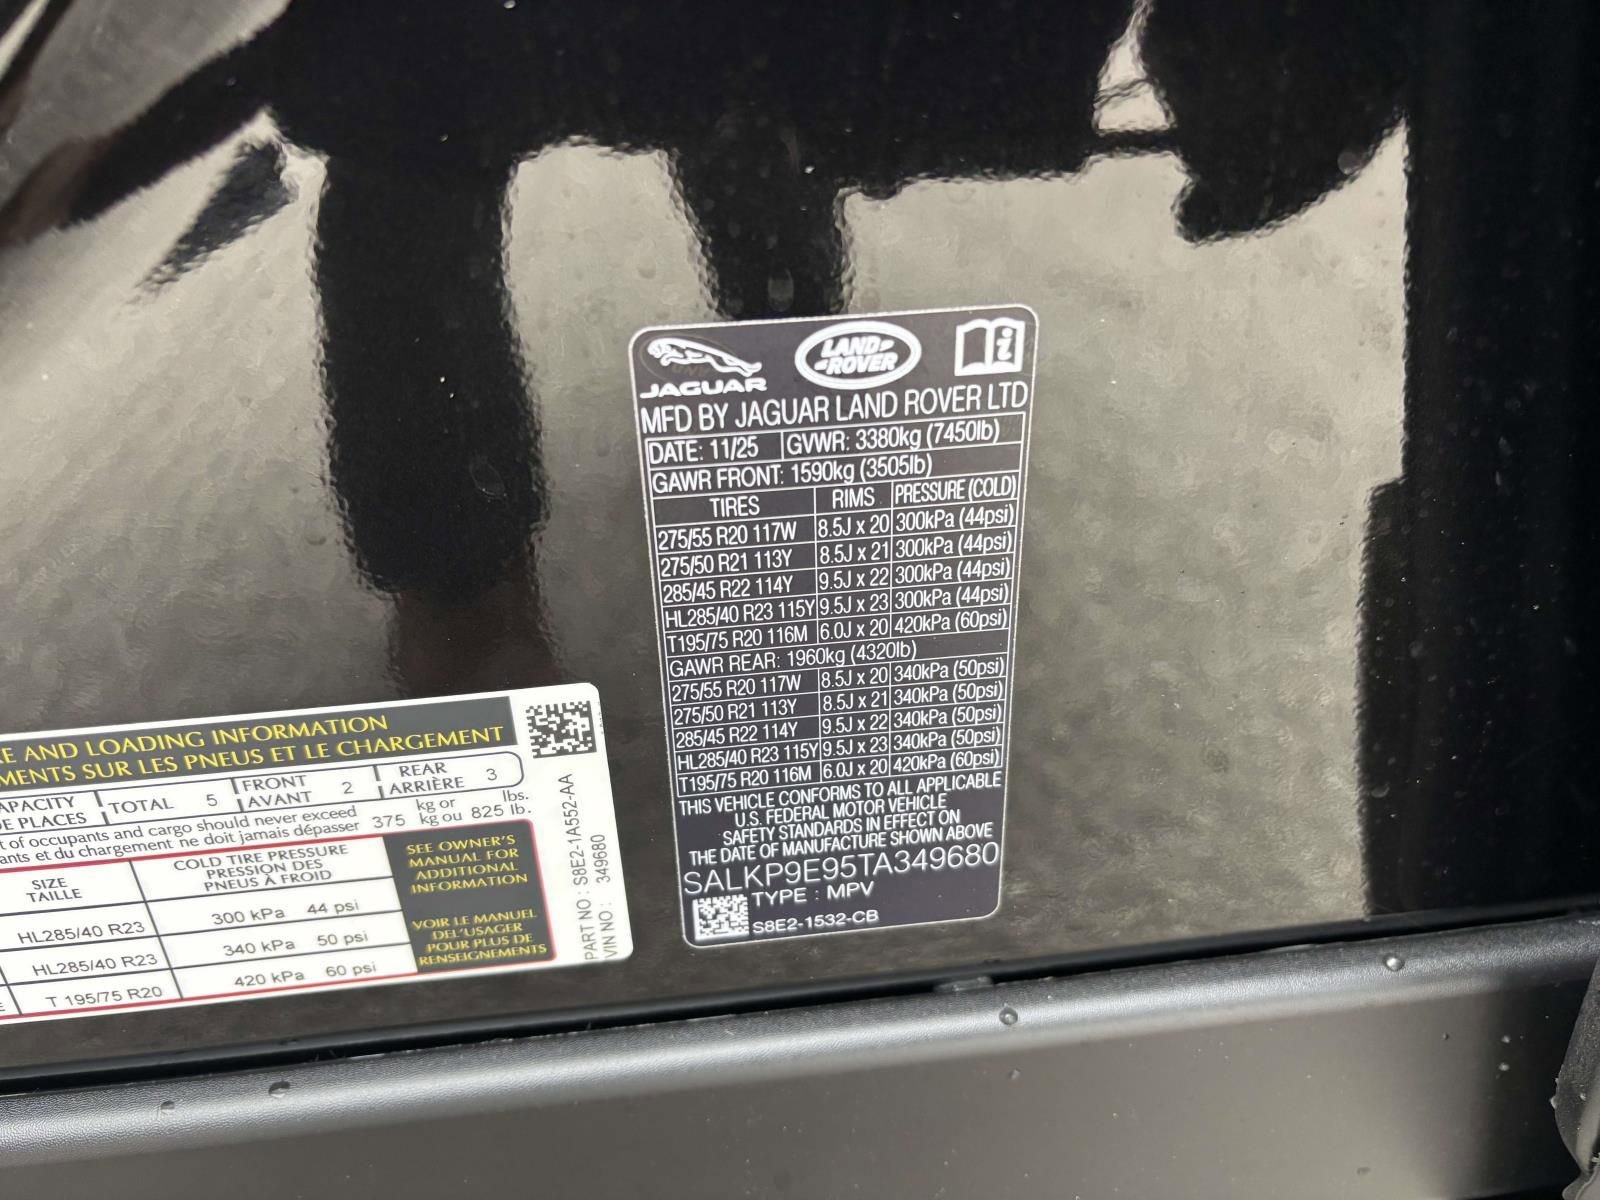 JAGUAR
LAND-
-ROVER
MFD BY JAGUAR LAND ROVER LTD
DATE: 11/25 GVWR: 3380kg (7450lb)
GAWR FRONT: 1590kg (3505lb)
TIRES RIMS PRESSURE (COLD)
275/55 R20 117W 8.5J x 20 300kPa (44psi)
275/50 R21 113Y 8.5J x 21 300kPa (44psi)
285/45 R22 114Y 9.5J x 22 300kPa (44psi)
HL285/40 R23 115Y 9.5J x 23 300kPa (44psi)
T195/75 R20 116M 6.0J x 20 420kPa (60psi)
GAWR REAR: 1960kg (4320lb)
275/55 R20 117W 8.5J x 20 340kPa (50psi)
275/50 R21 113Y 8.5J x 21 340kPa (50psi)
285/45 R22 114Y 9.5J x 22 340kPa (50psi)
HL285/40 R23 115Y 9.5J x 23 340kPa (50psi)
T195/75 R20 116M 6.0J x 20 420kPa (60psi)
THIS VEHICLE CONFORMS TO ALL APPLICABLE
U.S. FEDERAL MOTOR VEHICLE
SAFETY STANDARDS IN EFFECT ON
THE DATE OF MANUFACTURE SHOWN ABOVE
SALKP9E95TA349680
TYPE : MPV
S8E2-1532-CB
AND LOADING INFORMATION
SUR LES PNEUS ET LE CHARGEMENT
PLACES TOTAL 5 FRONT AVANT 2 REAR ARRIÈRE 3
of occupants and cargo should never exceed 375 kg or lbs.
et du chargement ne doit jamais dépasser kg ou 825 lb.
SIZE
TAILLE
COLD TIRE PRESSURE
PRESSION DES
PNEUS À FROID
HL285/40 R23 300 kPa 44 psi
HL285/40 R23 340 kPa 50 psi
T 195/75 R20 420 kPa 60 psi
SEE OWNER'S
MANUAL FOR
ADDITIONAL
INFORMATION
VOIR LE MANUEL
DEL'USAGER
POUR PLUS DE
RENSEIGNEMENTS
PART NO : S8E2-1A552-AA
VIN NO : 349680